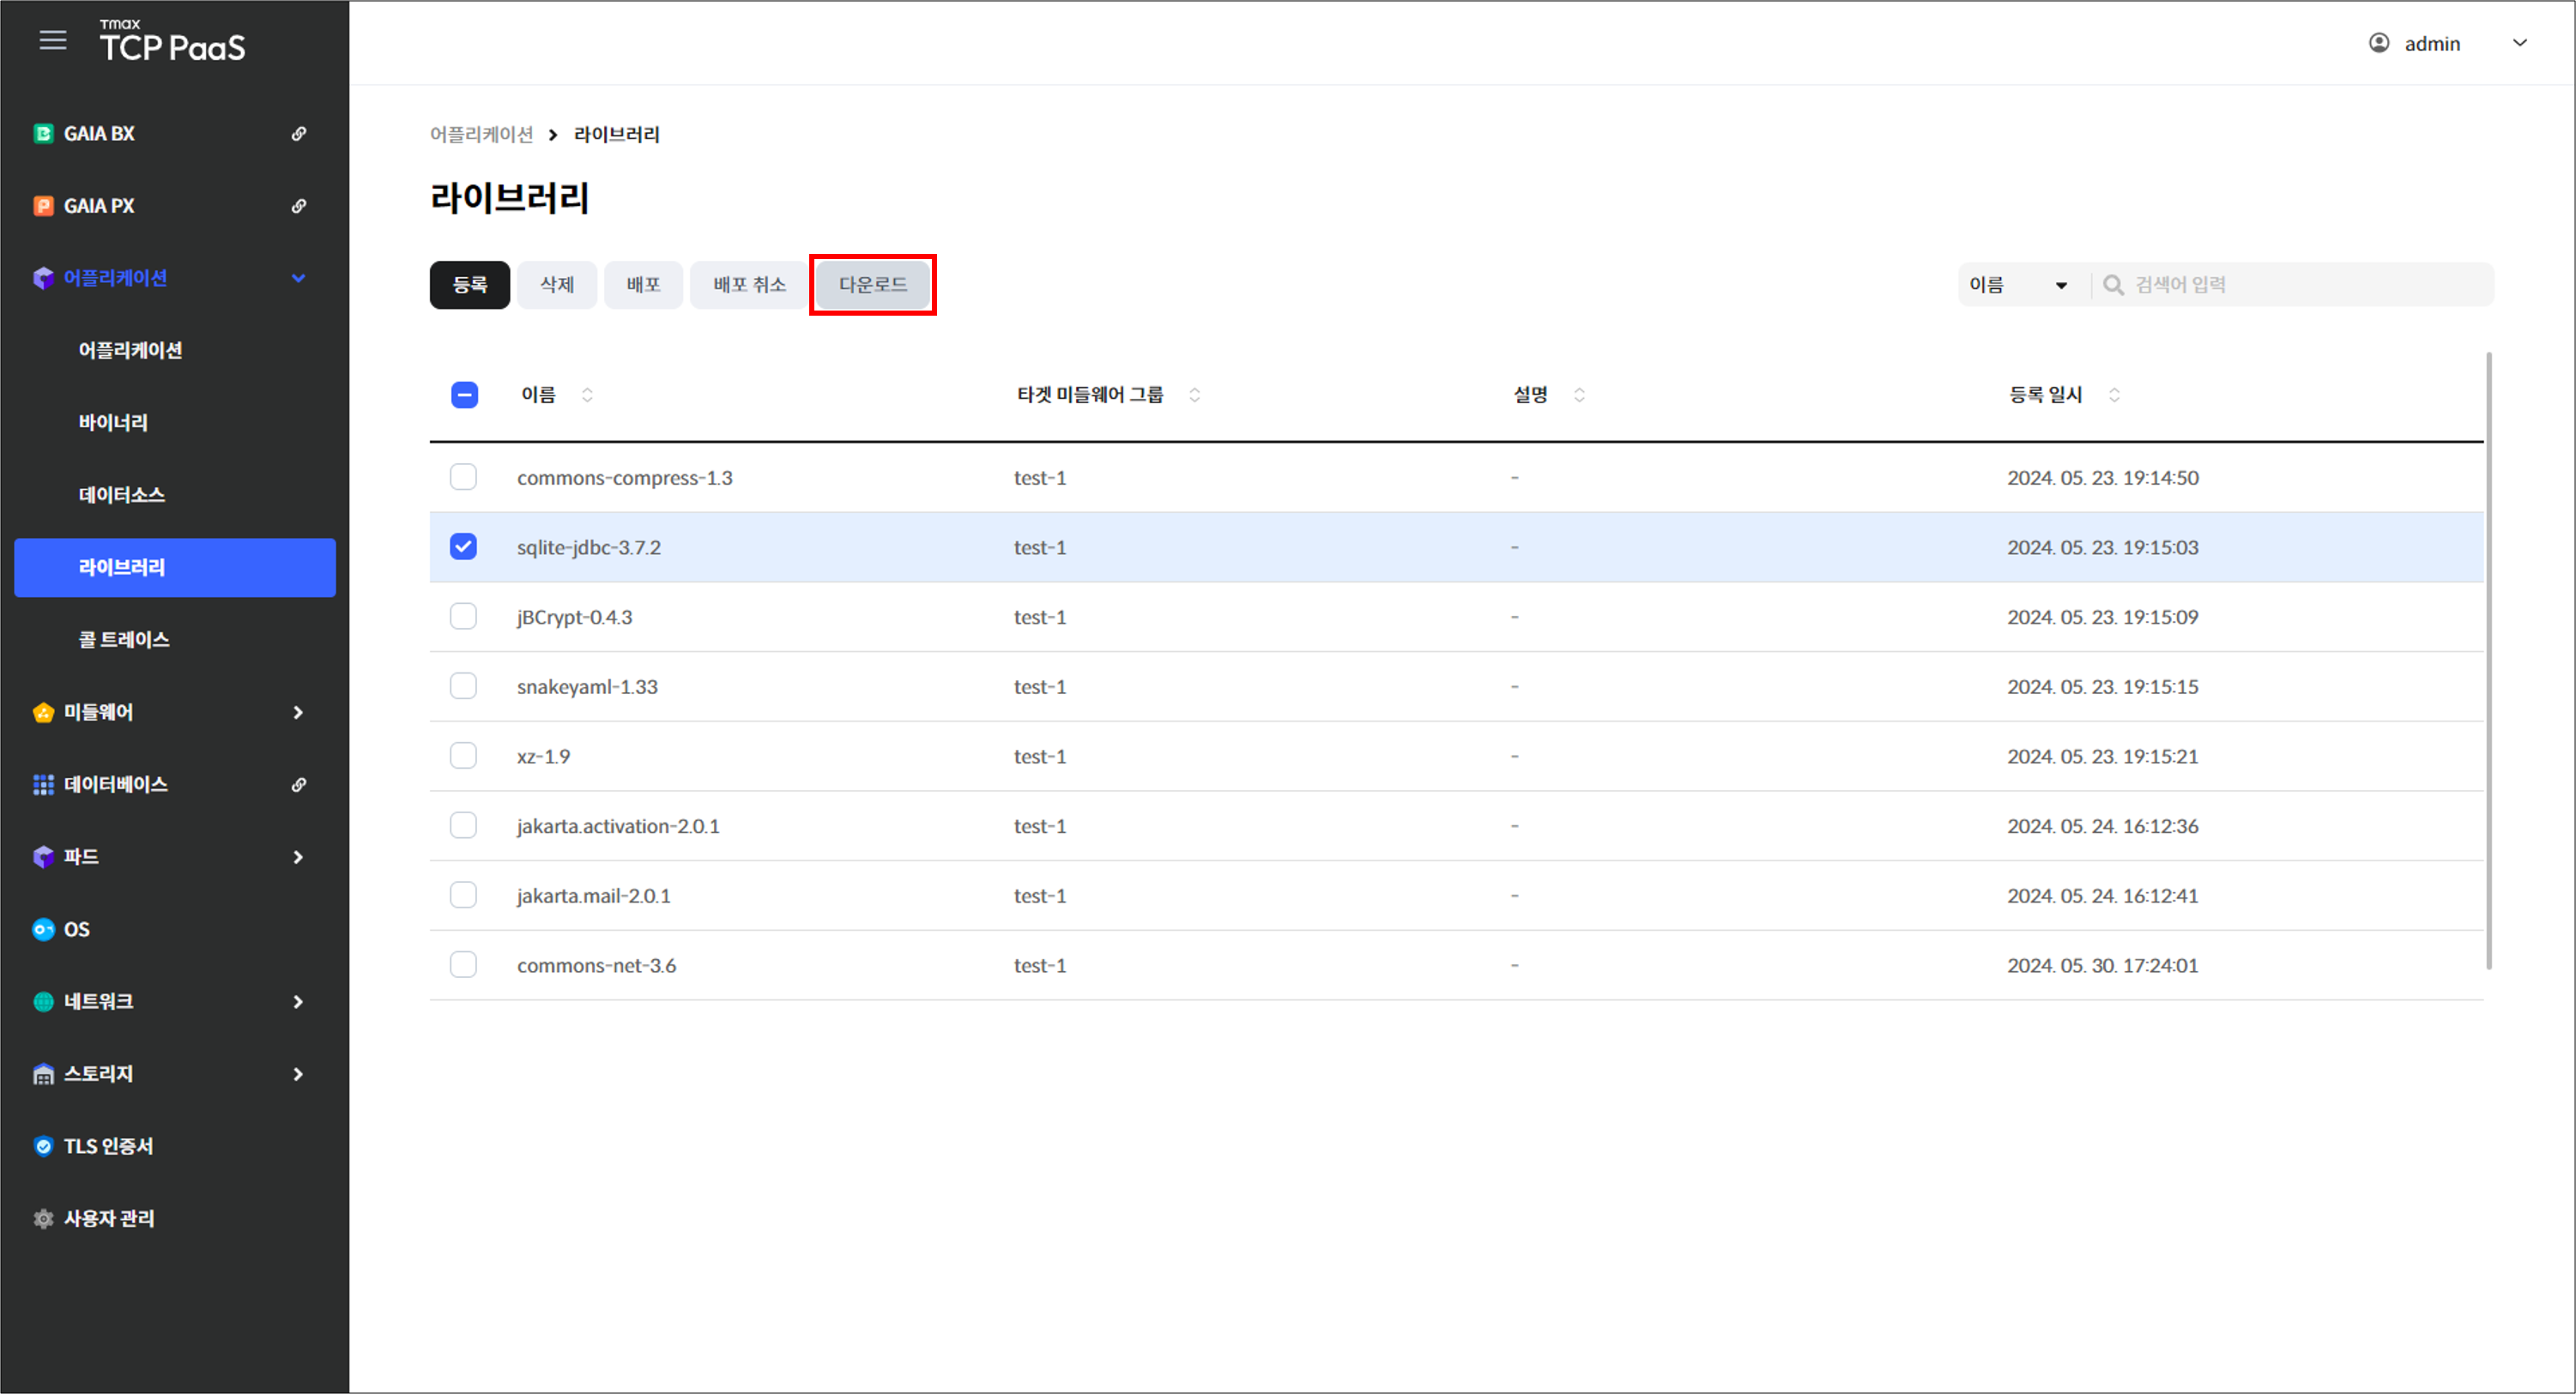 Tmax
TCP PaaS
admin
GAIA BX
GAIA PX
어플리케이션
어플리케이션
바이너리
데이터소스
라이브러리
콜 트레이스
미들웨어
데이터베이스
파드
OS
네트워크
스토리지
TLS 인증서
사용자 관리
어플리케이션 > 라이브러리
라이브러리
등록 삭제 배포 배포 취소 다운로드 이름 검색어 입력
이름 타겟 미들웨어 그룹 설명 등록 일시
commons-compress-1.3 test-1 - 2024. 05. 23. 19:14:50
sqlite-jdbc-3.7.2 test-1 - 2024. 05. 23. 19:15:03
jBCrypt-0.4.3 test-1 - 2024. 05. 23. 19:15:09
snakeyaml-1.33 test-1 - 2024. 05. 23. 19:15:15
xz-1.9 test-1 - 2024. 05. 23. 19:15:21
jakarta.activation-2.0.1 test-1 - 2024. 05. 24. 16:12:36
jakarta.mail-2.0.1 test-1 - 2024. 05. 24. 16:12:41
commons-net-3.6 test-1 - 2024. 05. 30. 17:24:01